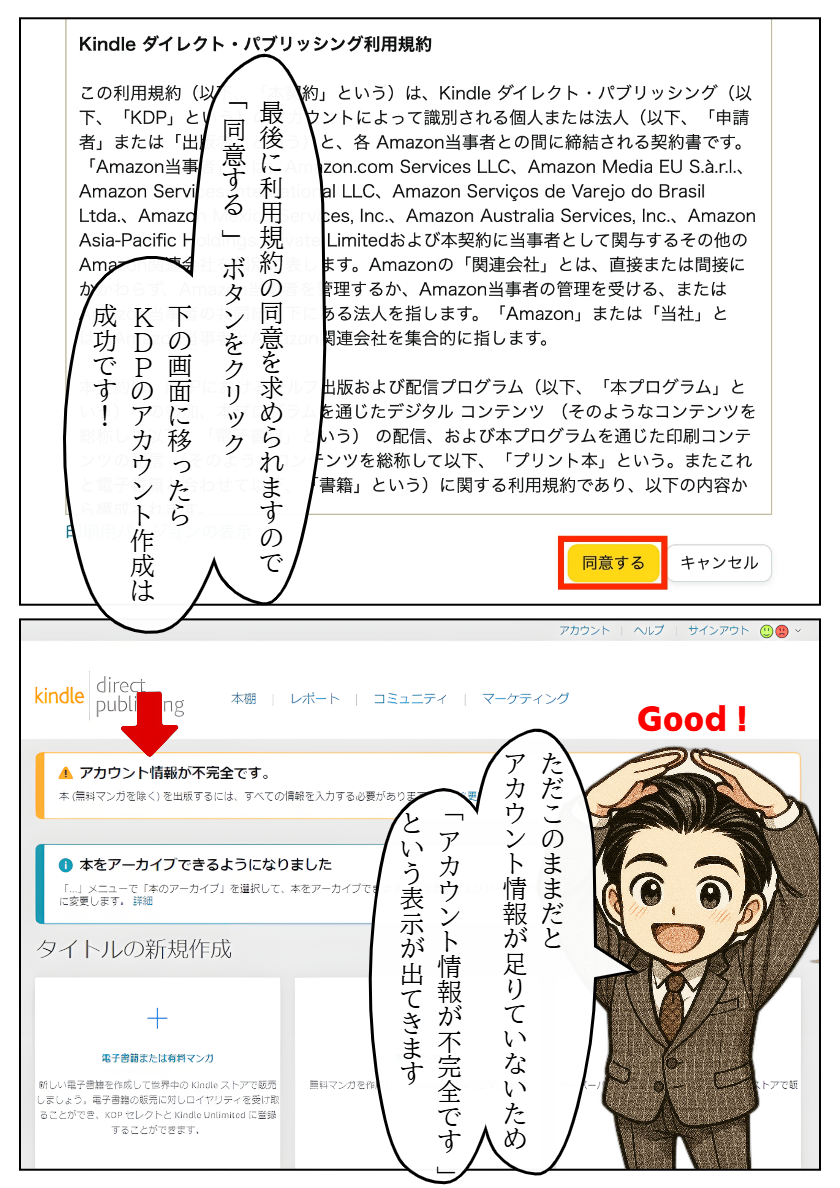 Kindle ダイレクト・パブリッシング利用規約
この利用規約（以 「本規約」という）は、Kindle ダイレクト・パブリッシング（以
下、「KDP」とい ウントによって識別される個人または法人（以下、「申請
者」または「出 と、各 Amazon当事者との間に締結される契約書です。
「Amazon当事 Amazon.com Services LLC、Amazon Media EU S.à.r.l.、
Amazon Services International LLC、Amazon Serviços de Varejo do Brasil
Ltda.、Amazon Mexico Services, Inc.、Amazon Australia Services, Inc.、Amazon
Asia-Pacific Holdings Private Limitedおよび本契約に当事者として関与するその他の
Amazon関連会社を します。Amazonの「関連会社」とは、直接または間接に
かかわらず、Amazon当事者を管理するか、Amazon当事者の管理を受ける、または
下にある法人を指します。「Amazon」または「当社」と
関連会社を集合的に指します。
出版および配信プログラム（以下、「本プログラム」と
を通じたデジタル コンテンツ （そのようなコンテンツを
いう） の配信、および本プログラムを通じた印刷コンテ
ンテンツを総称して以下、「プリント本」という。またこれ
「書籍」という）に関する利用規約であり、以下の内容か
最後に利用規約の同意を求められますので
「同意する」ボタンをクリック
下の画面に移ったら
KDPのアカウント作成は
成功です！
同意する
キャンセル
アカウント | ヘルプ | サインアウト
kindle direct publishing
本棚 | レポート | コミュニティ | マーケティング
Good！
アカウント情報が不完全です。
本 (無料マンガを除く) を出版するには、すべての情報を入力する必要がありま
本をアーカイブできるようになりました
「...」メニューで「本のアーカイブ」を選択して、本をアーカイブで
に変更します。 詳細
ただこのままだと
アカウント情報が足りていないため
「アカウント情報が不完全です」
という表示が出てきます
タイトルの新規作成
電子書籍または有料マンガ
新しい電子書籍を作成して世界中の Kindle ストアで販売
しましょう。電子書籍の販売に対しロイヤリティを受け取
ることができ、KDP セレクトと Kindle Unlimited に登録
することができます。
無料マンガを作
ストアで販